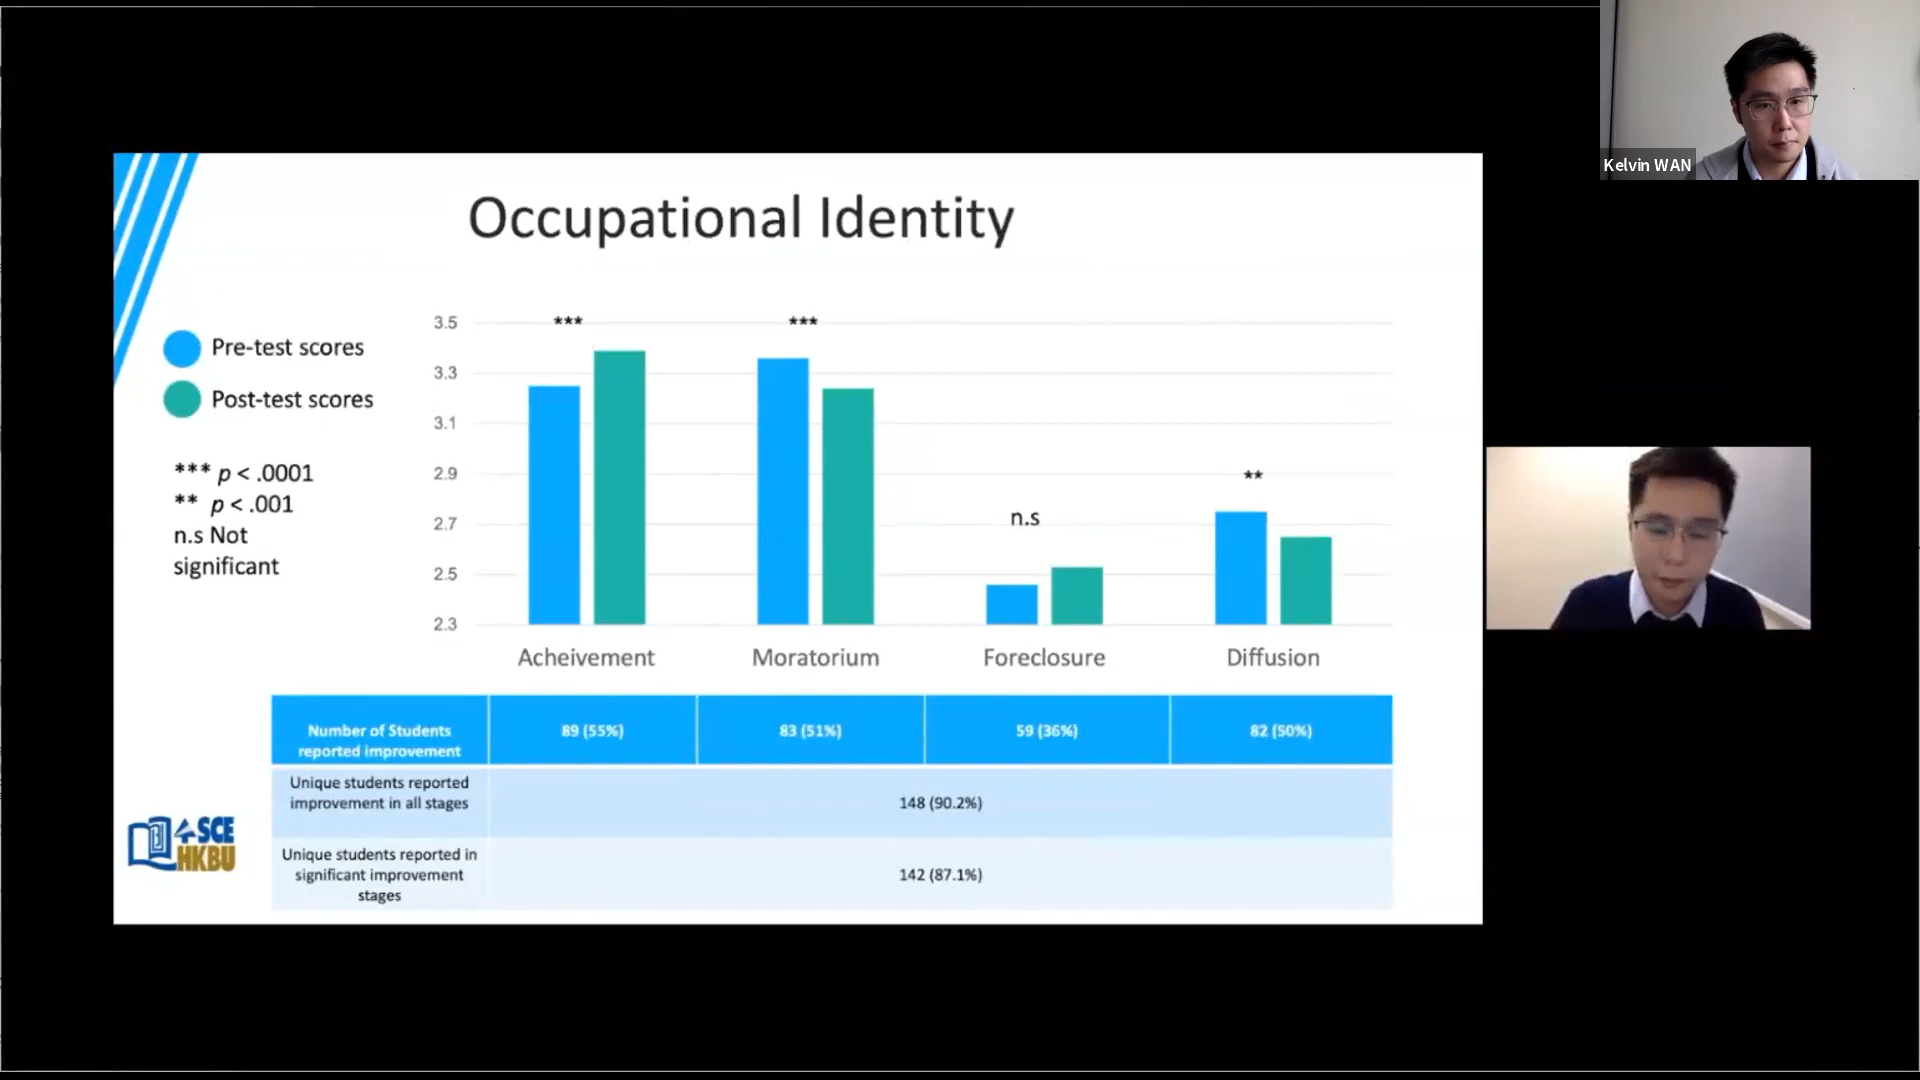 Kelvin WAN
Occupational Identity
Pre-test scores
Post-test scores
*** p < .0001
** p < .001
n.s Not
significant
3.5
3.3
3.1
2.9
2.7
2.5
2.3
***
***
n.s
**
Acheivement
Moratorium
Foreclosure
Diffusion
Number of Students
reported improvement
89 (55%)
83 (51%)
59 (36%)
82 (50%)
Unique students reported
improvement in all stages
148 (90.2%)
Unique students reported in
significant improvement
stages
142 (87.1%)
SCE
HKBU